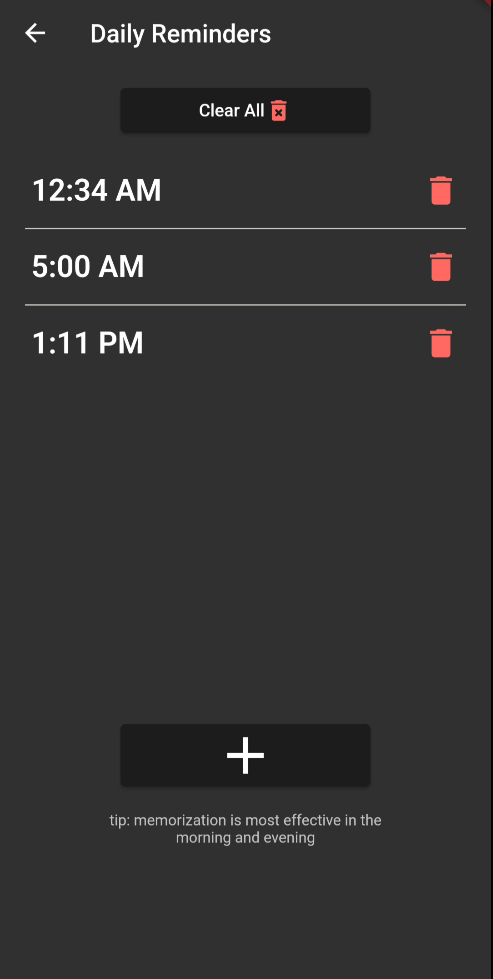 Daily Reminders
Clear All
12:34 AM
5:00 AM
1:11 PM
tip: memorization is most effective in the
morning and evening